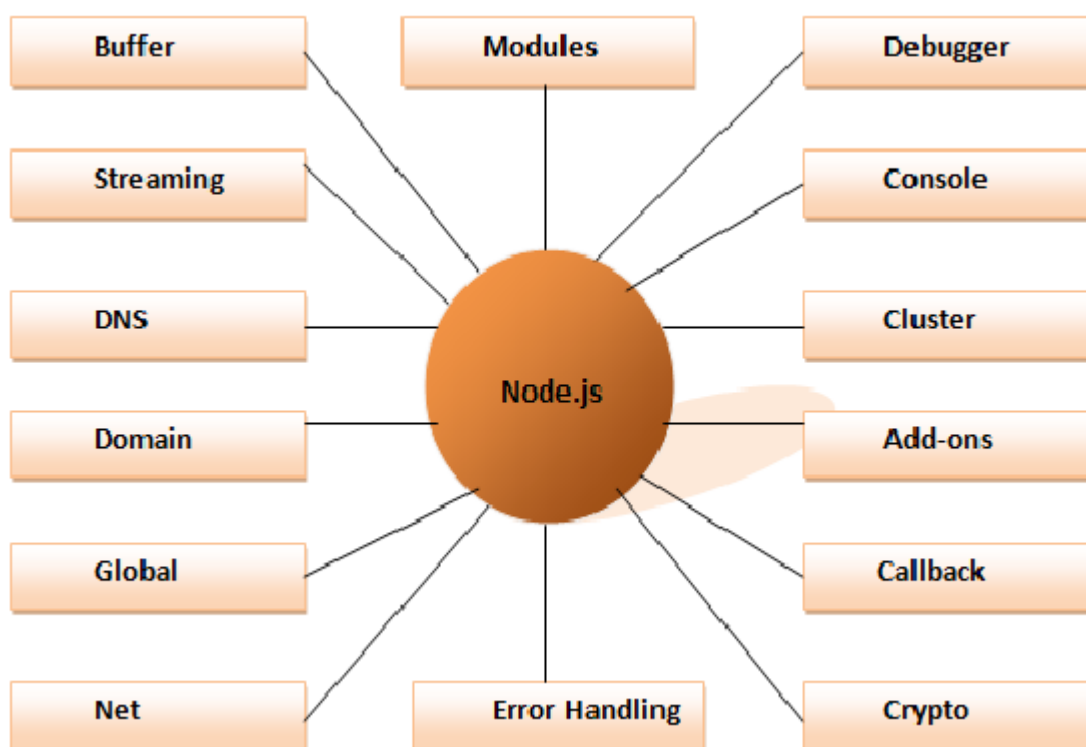 Buffer
Modules
Debugger
Streaming
Console
DNS
Cluster
Node.js
Domain
Add-ons
Global
Callback
Net
Error Handling
Crypto